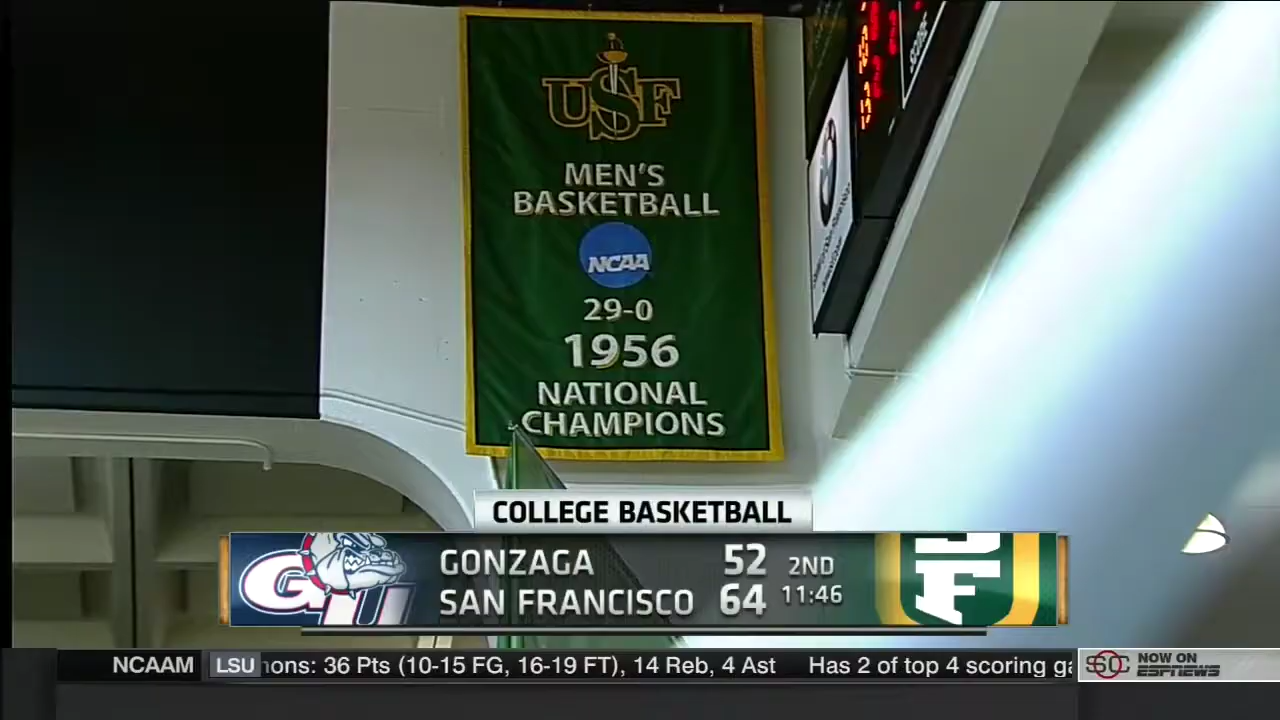 USF
MEN'S
BASKETBALL
NCAA
29-0
1956
NATIONAL
CHAMPIONS
COLLEGE BASKETBALL
GONZAGA 52 2ND
SAN FRANCISCO 64 11:46
GU
NCAAM LSU ons: 36 Pts (10-15 FG, 16-19 FT), 14 Reb, 4 Ast Has 2 of top 4 scoring ga
NOW ON
ESPNEWS